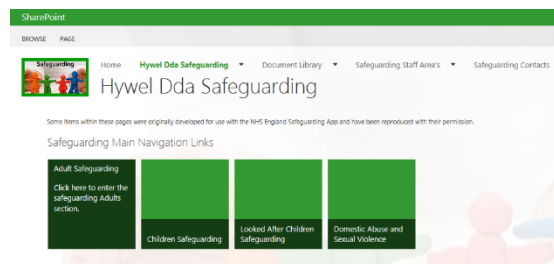 SharePoint
BROWSE PAGE
Safeguarding
Home Hywel Dda Safeguarding Document Library Safeguarding Staff Area's Safeguarding Contacts
Hywel Dda Safeguarding
Some items within these pages were originally developed for use with the NHS England Safeguarding App and have been reproduced with their permission.
Safeguarding Main Navigation Links
Adult Safeguarding
Click here to enter the
safeguarding Adults
section.
Children Safeguarding
Looked After Children
Safeguarding
Domestic Abuse and
Sexual Violence